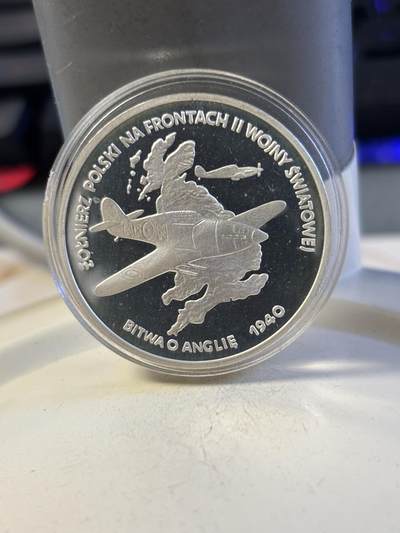 ŻOŁNIERZ POLSKI NA FRONTACH II WOJNY ŚWIATOWEJ
BITWA O ANGLIĘ 1940